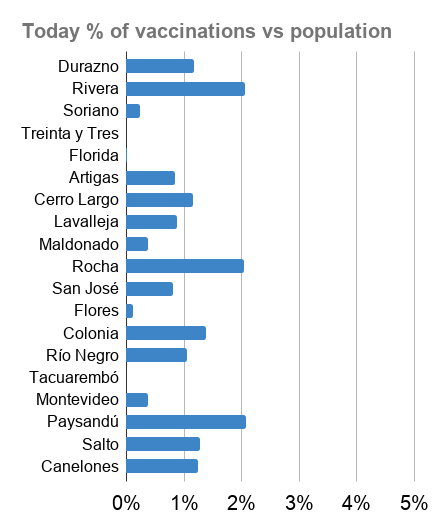 Today % of vaccinations vs population
Durazno
Rivera
Soriano
Treinta y Tres
Florida
Artigas
Cerro Largo
Lavalleja
Maldonado
Rocha
San José
Flores
Colonia
Río Negro
Tacuarembó
Montevideo
Paysandú
Salto
Canelones
0% 1% 2% 3% 4% 5%